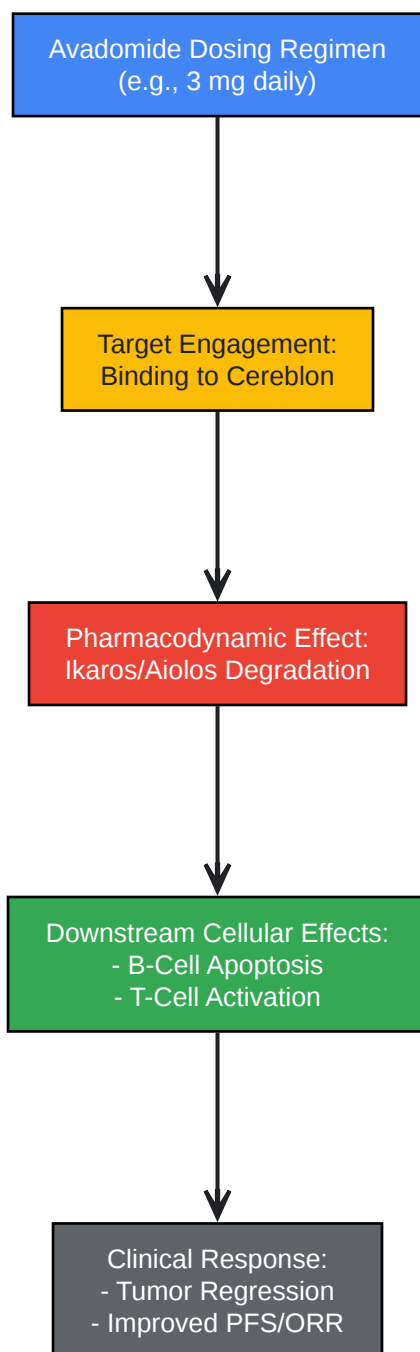 Avadomide Dosing Regimen
(e.g., 3 mg daily)
Target Engagement:
Binding to Cereblon
Pharmacodynamic Effect:
Ikaros/Aiolos Degradation
Downstream Cellular Effects:
- B-Cell Apoptosis
- T-Cell Activation
Clinical Response:
- Tumor Regression
- Improved PFS/ORR